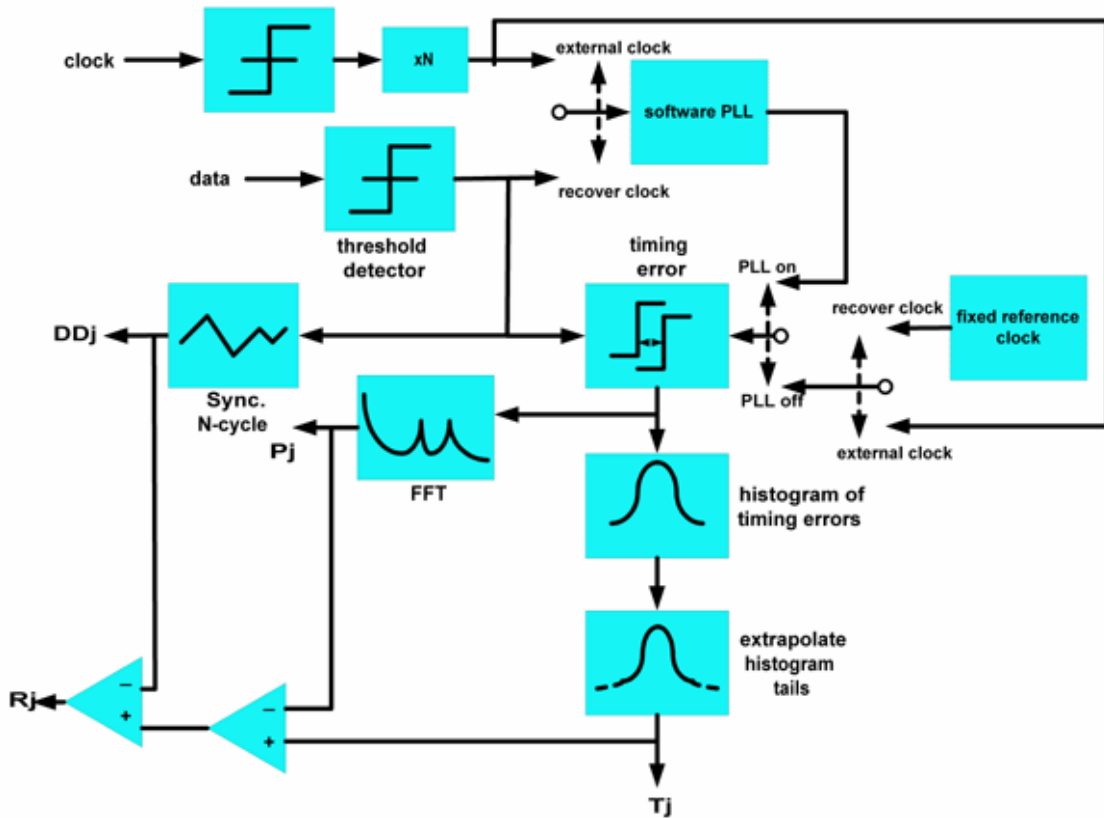 external clock
clock
xN
software PLL
data
recover clock
threshold
detector
timing
error
PLL on
recover clock
fixed reference
clock
DDj
PLL off
Sync.
N-cycle
external clock
Pj
FFT
histogram of
timing errors
extrapolate
histogram
tails
Rj
−
+
−
+
Tj